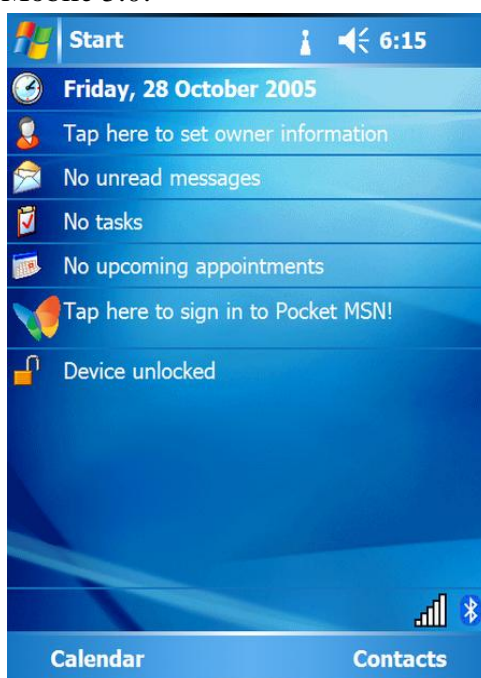 Start 6:15
Friday, 28 October 2005
Tap here to set owner information
No unread messages
No tasks
No upcoming appointments
Tap here to sign in to Pocket MSN!
Device unlocked
Calendar Contacts